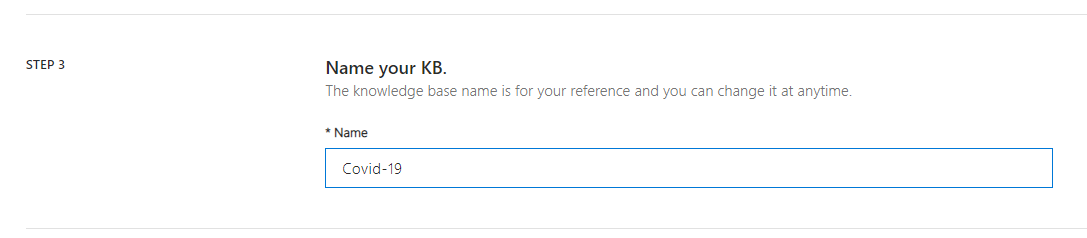 STEP 3
Name your KB.
The knowledge base name is for your reference and you can change it at anytime.
* Name
Covid-19